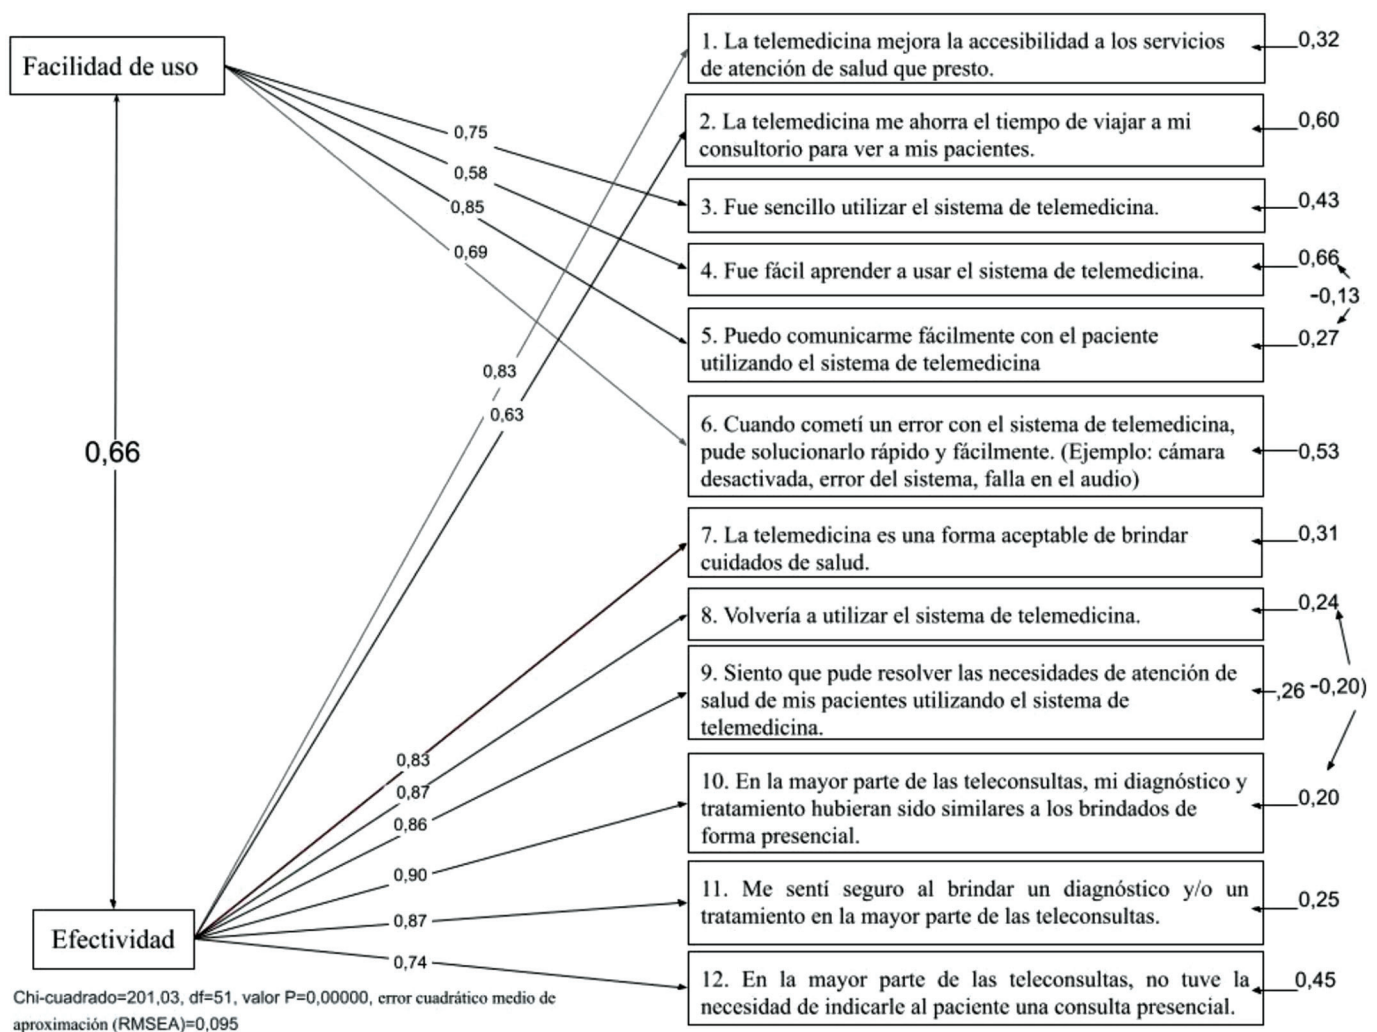 Facilidad de uso
0,66
Efectividad
0,75
0,58
0,85
0,69
0,83
0,63
0,83
0,87
0,86
0,90
0,87
0,74
1. La telemedicina mejora la accesibilidad a los servicios
de atención de salud que presto.
0,32
2. La telemedicina me ahorra el tiempo de viajar a mi
consultorio para ver a mis pacientes.
0,60
3. Fue sencillo utilizar el sistema de telemedicina.
0,43
4. Fue fácil aprender a usar el sistema de telemedicina.
0,66
-0,13
5. Puedo comunicarme fácilmente con el paciente
utilizando el sistema de telemedicina
0,27
6. Cuando cometí un error con el sistema de telemedicina,
pude solucionarlo rápido y fácilmente. (Ejemplo: cámara
desactivada, error del sistema, falla en el audio)
0,53
7. La telemedicina es una forma aceptable de brindar
cuidados de salud.
0,31
8. Volvería a utilizar el sistema de telemedicina.
0,24
9. Siento que pude resolver las necesidades de atención de
salud de mis pacientes utilizando el sistema de
telemedicina.
,26 -0,20)
10. En la mayor parte de las teleconsultas, mi diagnóstico y
tratamiento hubieran sido similares a los brindados de
forma presencial.
0,20
11. Me sentí seguro al brindar un diagnóstico y/o un
tratamiento en la mayor parte de las teleconsultas.
0,25
12. En la mayor parte de las teleconsultas, no tuve la
necesidad de indicarle al paciente una consulta presencial.
0,45
Chi-cuadrado=201,03, df=51, valor P=0,00000, error cuadrático medio de
aproximación (RMSEA)=0,095